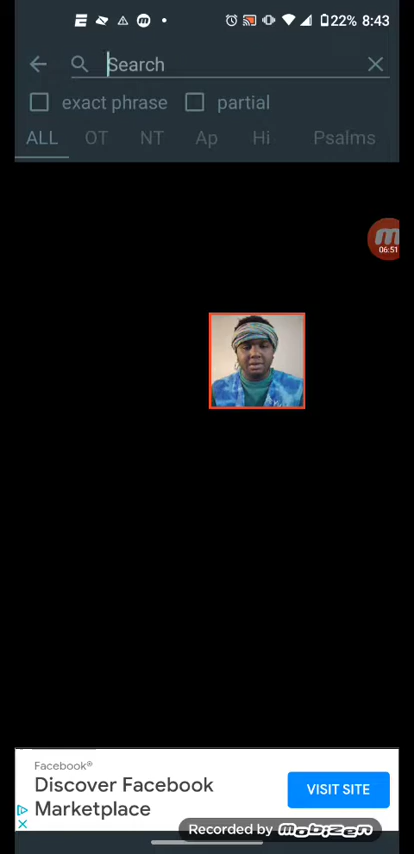 22% 8:43
Search
exact phrase partial
ALL OT NT Ap Hi Psalms
06:51
Facebook®
Discover Facebook
Marketplace
VISIT SITE
Recorded by mobizen